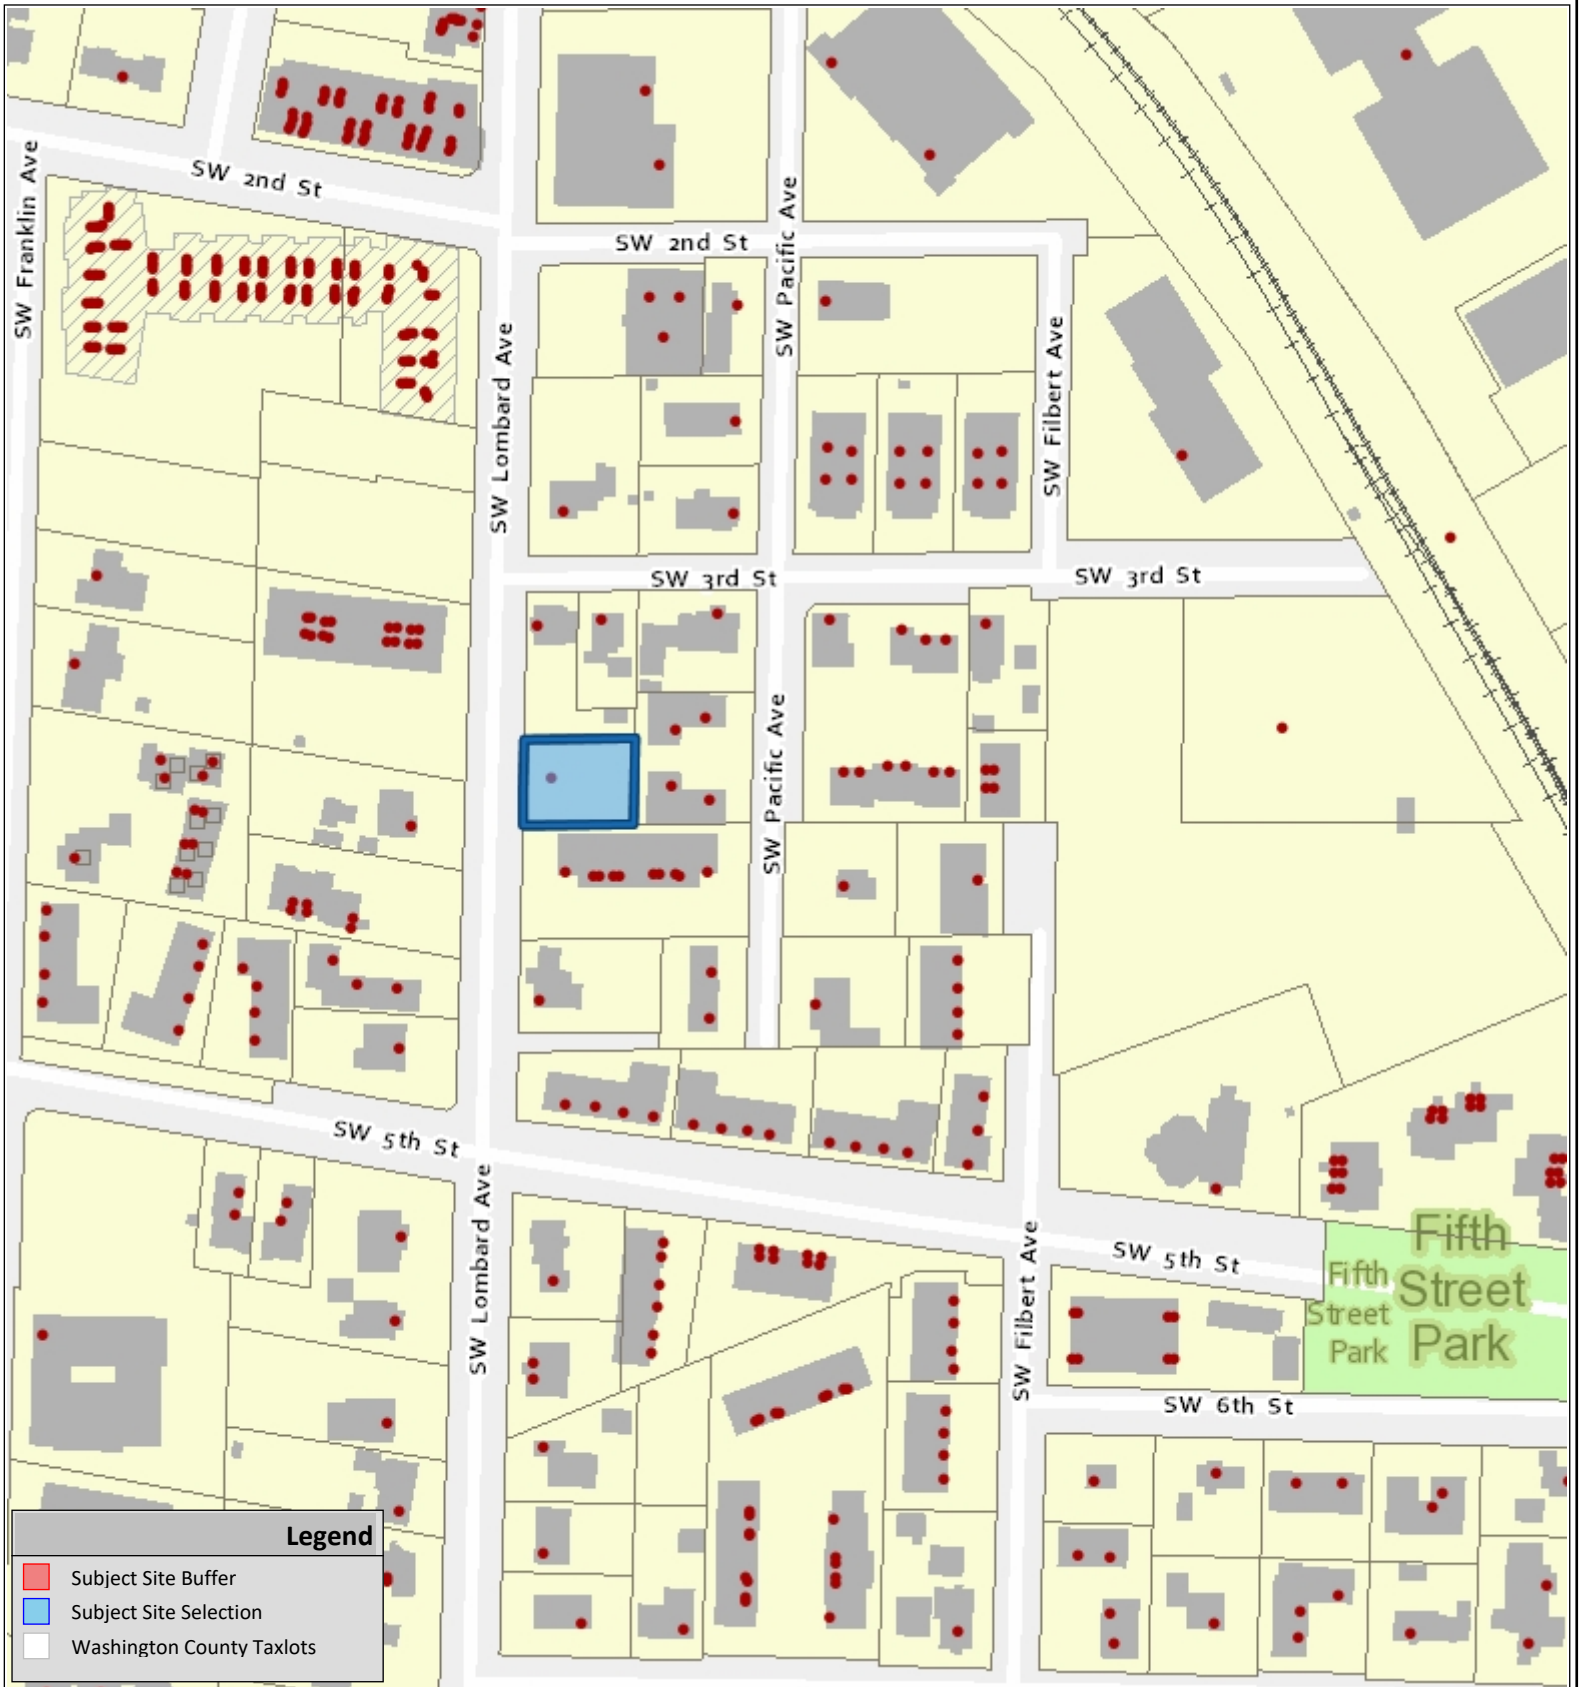 SW Franklin Ave
SW 2nd St
SW 2nd St
SW Pacific Ave
SW Lombard Ave
SW Filbert Ave
SW 3rd St
SW 3rd St
SW Pacific Ave
SW 5th St
SW Lombard Ave
SW Filbert Ave
SW 5th St
Fifth
Street
Park
Fifth
Street
Park
SW 6th St
Legend
Subject Site Buffer
Subject Site Selection
Washington County Taxlots